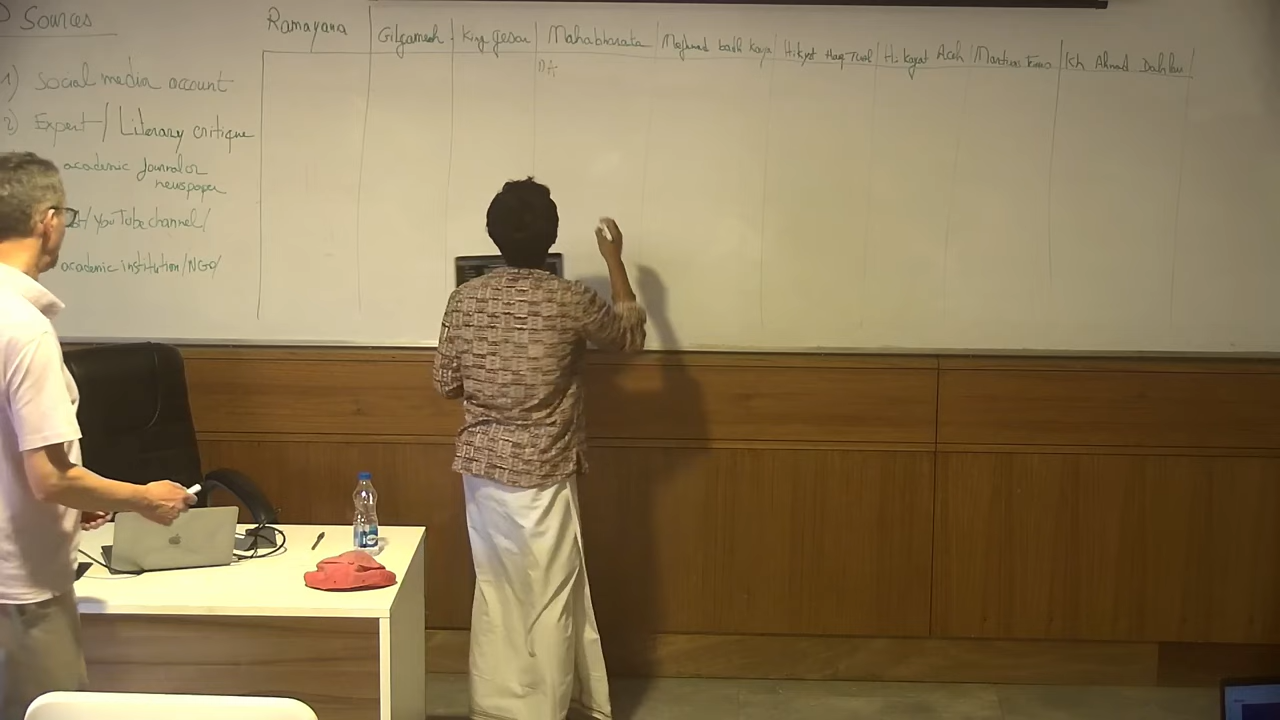 Sources
Ramayana
Gilgamesh
King Gesar
Mahabharata
Hikayat Aceh
Kh Ahmad Dahlan
DA
1) Social media account
2) Expert/Literary critique
academic journal or
newspaper
/YouTube channel/
academic institution/NGO/